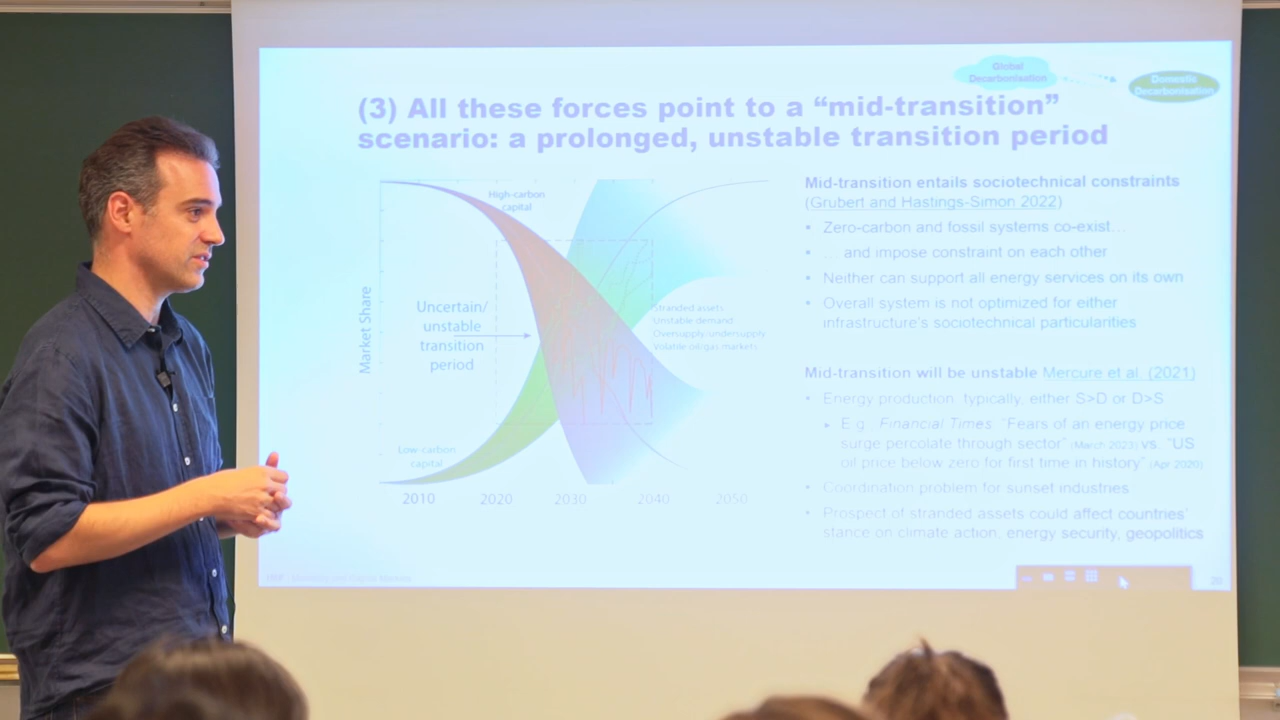 Global
Decarbonisation
Domestic
Decarbonisation
(3) All these forces point to a “mid-transition”
scenario: a prolonged, unstable transition period
High-carbon
capital
Market Share
Uncertain/
unstable
transition
period
Stranded assets
Unstable demand
Oversupply/undersupply
Volatile oil/gas markets
Low-carbon
capital
2010
2020
2030
2040
2050
Mid-transition entails sociotechnical constraints
(Grubert and Hastings-Simon 2022)
▪ Zero-carbon and fossil systems co-exist…
▪ … and impose constraint on each other
▪ Neither can support all energy services on its own
▪ Overall system is not optimized for either
infrastructure's sociotechnical particularities
Mid-transition will be unstable Mercure et al. (2021)
▪ Energy production, typically, either S>D or D>S
▸ E.g. Financial Times: “Fears of an energy price
surge percolate through sector” (March 2023) vs. “US
oil price below zero for first time in history” (Apr 2020)
▪ Coordination problem for sunset industries
▪ Prospect of stranded assets could affect countries'
stance on climate action, energy security, geopolitics